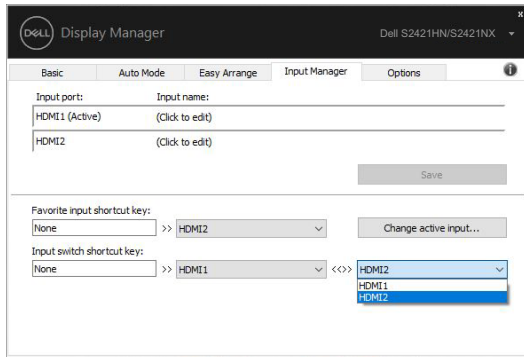 DELL Display Manager Dell S2421HN/S2421NX
Basic Auto Mode Easy Arrange Input Manager Options
Input port: Input name:
HDMI1 (Active) (Click to edit)
HDMI2 (Click to edit)
Save
Favorite input shortcut key:
None >> HDMI2 Change active input...
Input switch shortcut key:
None >> HDMI1 <<>> HDMI2
HDMI1
HDMI2